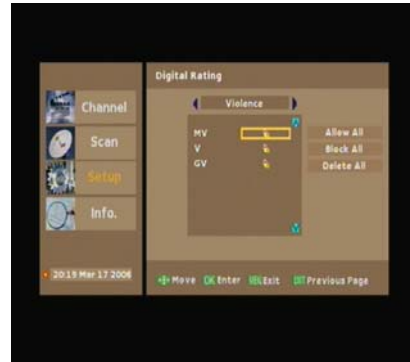 Digital Rating
Channel
Scan
Setup
Info.
Violence
MV
V
GV
Allow All
Block All
Delete All
20:19 Mar 17 2006
Move OK Enter Exit Previous Page